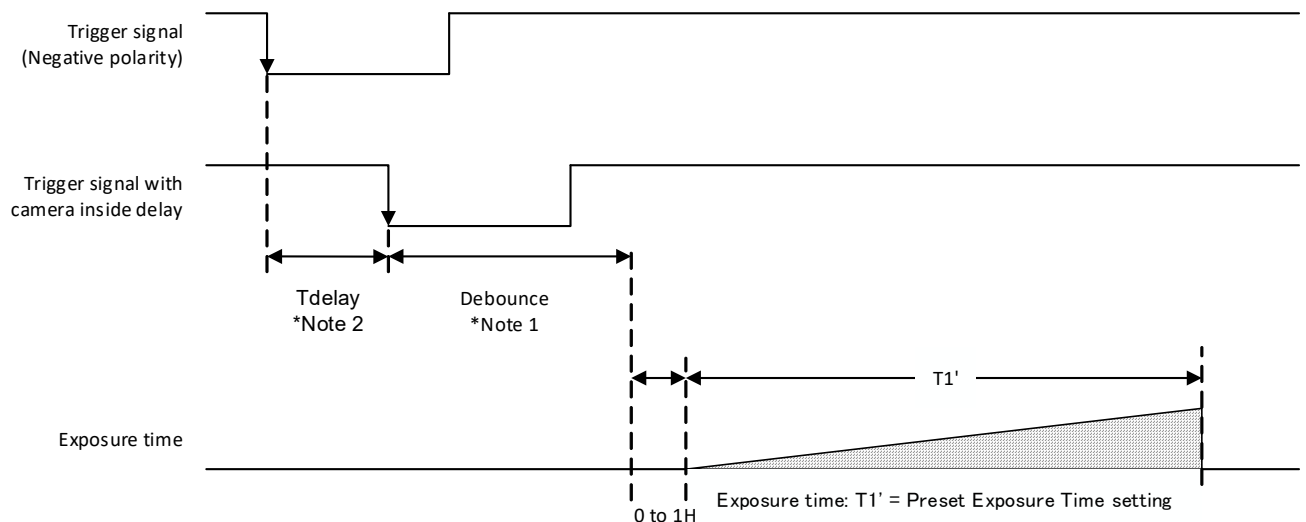 Trigger signal
(Negative polarity)
Trigger signal with
camera inside delay
Tdelay
*Note 2
Debounce
*Note 1
T1'
Exposure time
0 to 1H
Exposure time: T1' = Preset Exposure Time setting